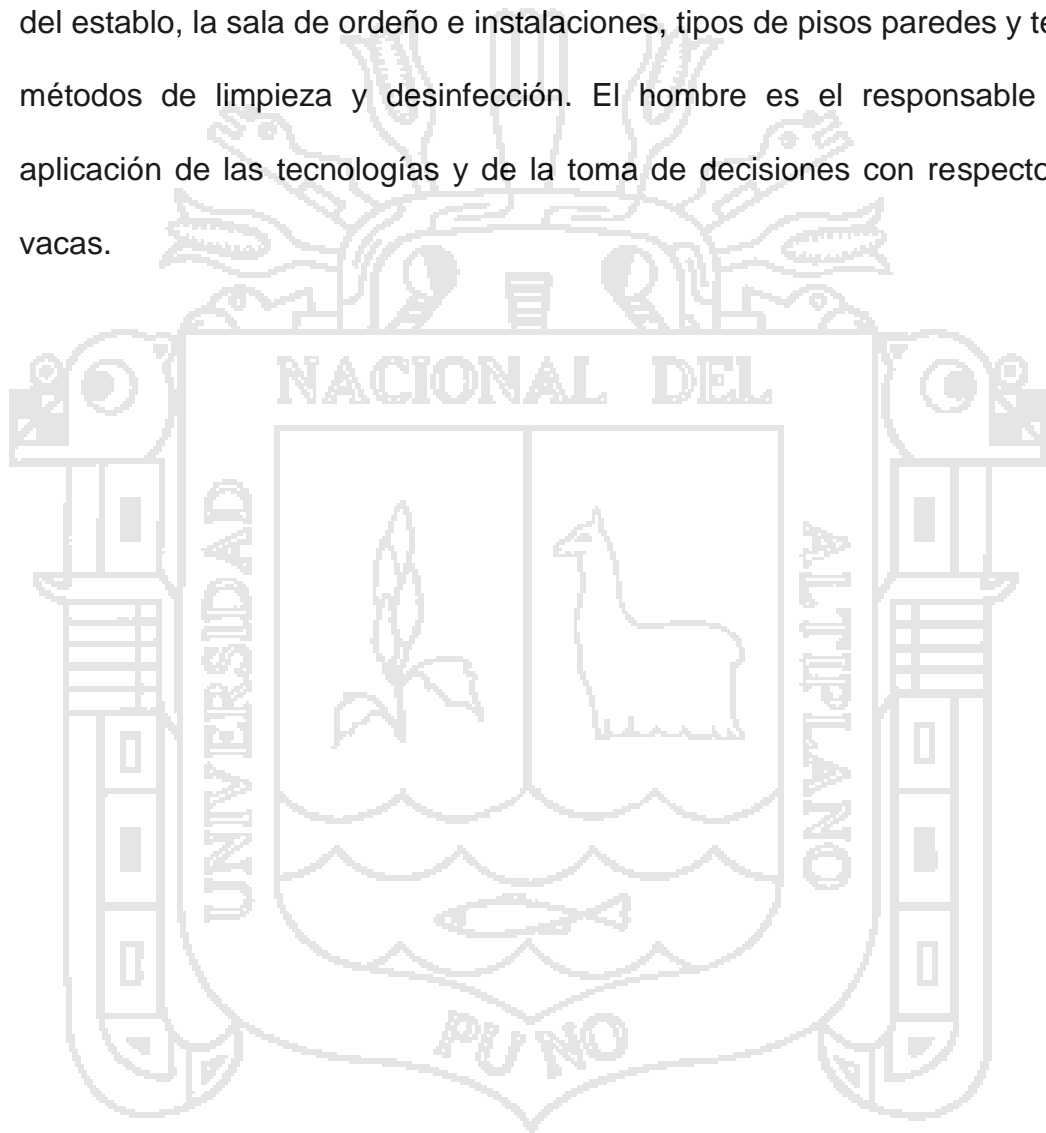 del establo, la sala de ordeño e instalaciones, tipos de pisos paredes y te
métodos de limpieza y desinfección. El hombre es el responsable
aplicación de las tecnologías y de la toma de decisiones con respecto
vacas.
NACIONAL DEL
UNIVERSIDAD
ALTIPLANO
PUNO